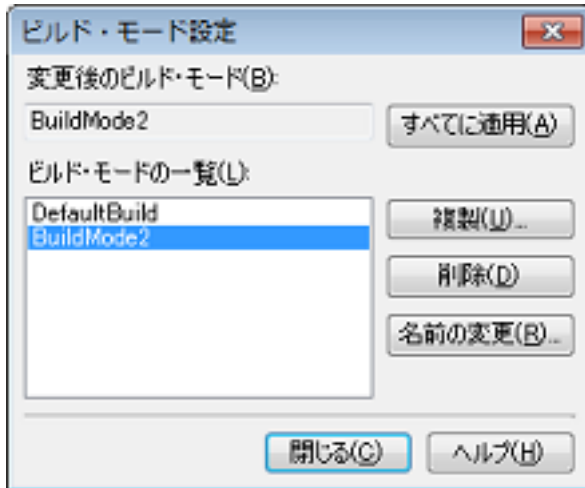 ビルド・モード設定
変更後のビルド・モード(B):
BuildMode2
すべてに適用(A)
ビルド・モードの一覧(L):
DefaultBuild
BuildMode2
複製(U)...
削除(D)
名前の変更(R)...
閉じる(C)
ヘルプ(H)